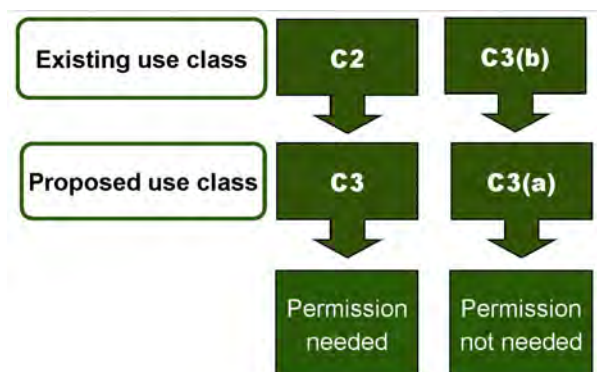 Existing use class
C2
C3(b)
Proposed use class
C3
C3(a)
Permission
needed
Permission
not needed